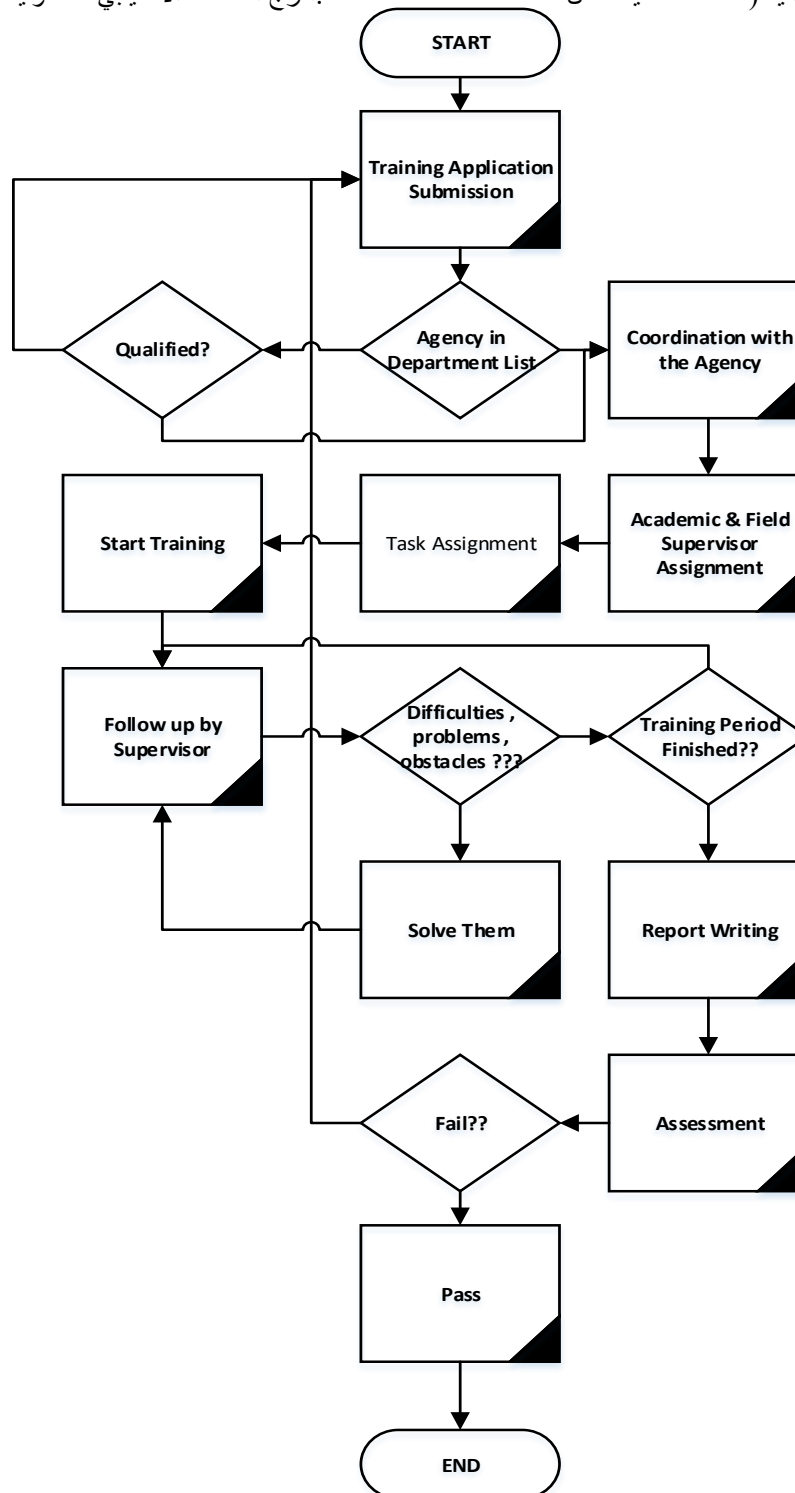 START
Training Application
Submission
Qualified?
Agency in
Department List
Coordination with
the Agency
Start Training
Task Assignment
Academic & Field
Supervisor
Assignment
Follow up by
Supervisor
Difficulties ,
problems ,
obstacles ???
Training Period
Finished??
Solve Them
Report Writing
Fail??
Assessment
Pass
END